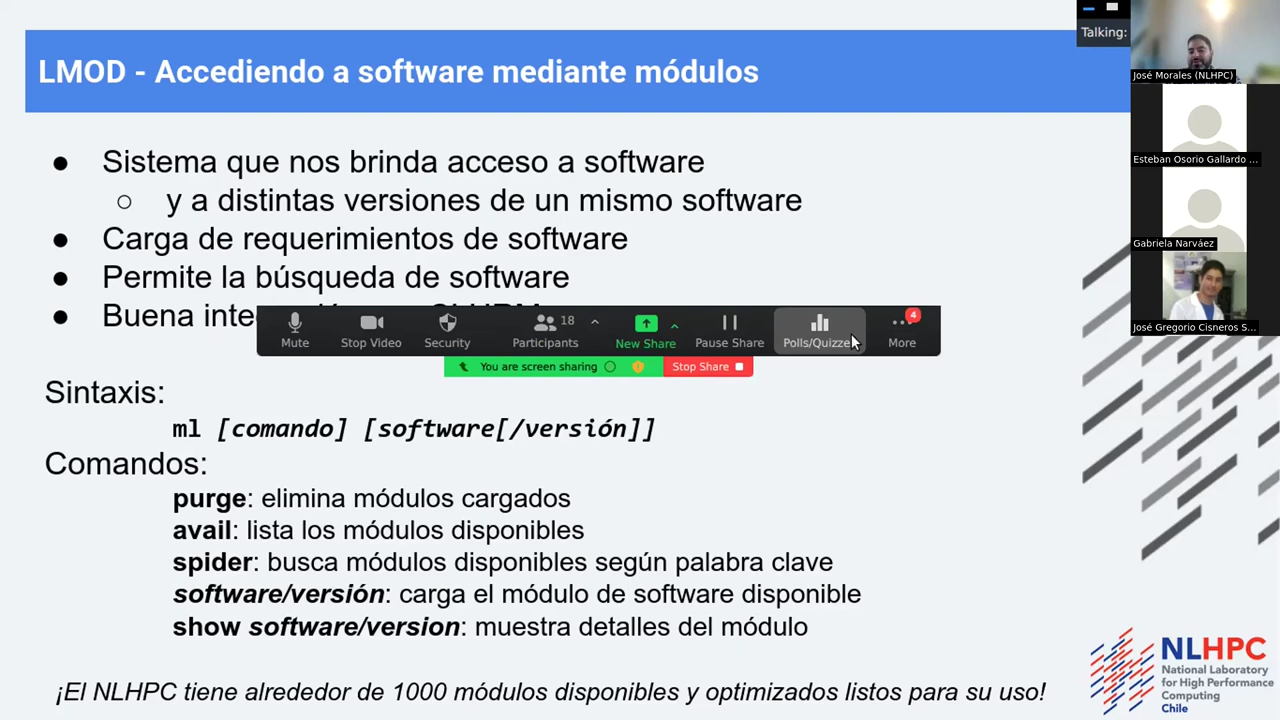 LMOD - Accediendo a software mediante módulos
● Sistema que nos brinda acceso a software
○ y a distintas versiones de un mismo software
● Carga de requerimientos de software
● Permite la búsqueda de software
● Buena
Mute
Stop Video
Security
18
Participants
New Share
Pause Share
Polls/Quizze
4
More
You are screen sharing
Stop Share
Sintaxis:
ml [comando] [software[/versión]]
Comandos:
purge: elimina módulos cargados
avail: lista los módulos disponibles
spider: busca módulos disponibles según palabra clave
software/versión: carga el módulo de software disponible
show software/version: muestra detalles del módulo
¡El NLHPC tiene alrededor de 1000 módulos disponibles y optimizados listos para su uso!
Talking:
José Morales (NLHPC)
Esteban Osorio Gallardo ...
Gabriela Narváez
José Gregorio Cisneros S...
NLHPC
National Laboratory
for High Performance
Computing
Chile